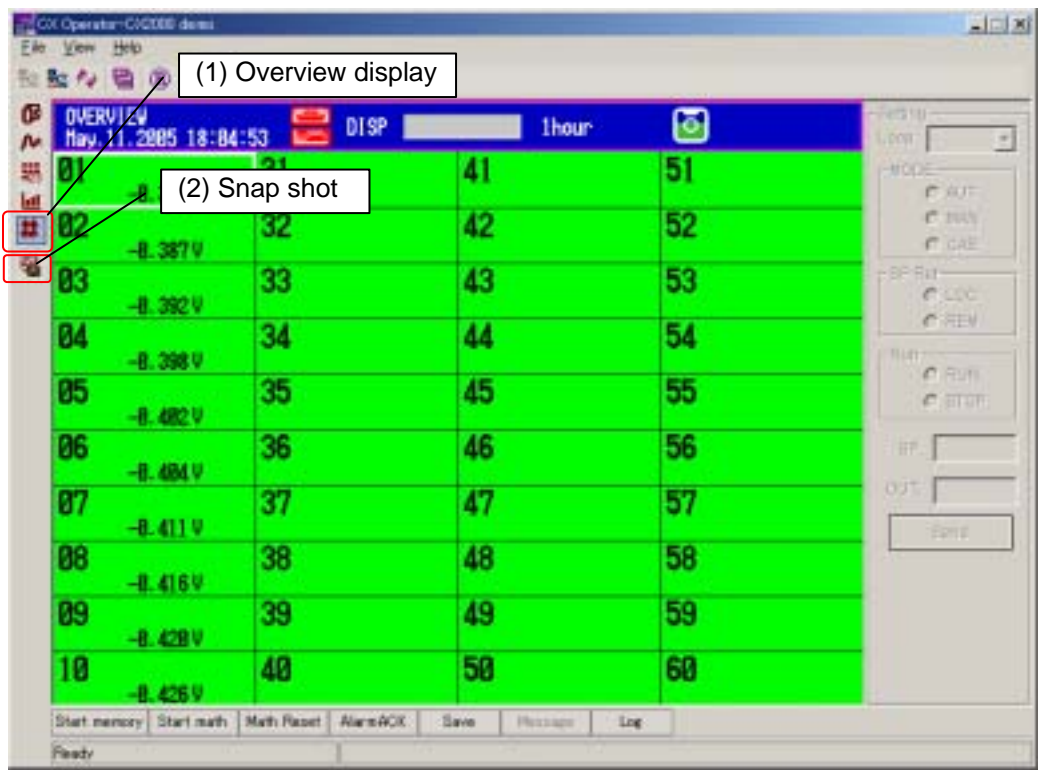 CX Operator-CX2000 demo
File View Help
(1) Overview display
OVERVIEW
May.11.2005 18:04:53
DISP
1hour
01 41 51
(2) Snap shot
02 32 42 52
-0.387V
03 33 43 53
-0.392V
04 34 44 54
-0.398V
05 35 45 55
-0.402V
06 36 46 56
-0.404V
07 37 47 57
-0.411V
08 38 48 58
-0.416V
09 39 49 59
-0.420V
10 40 50 60
-0.426V
Loop
MODE
AUT
MAN
CAS
LOC
REM
Run
RUN
STOP
SP
OUT
Send
Start memory Start math Math Reset AlarmACK Save Message Log
Ready